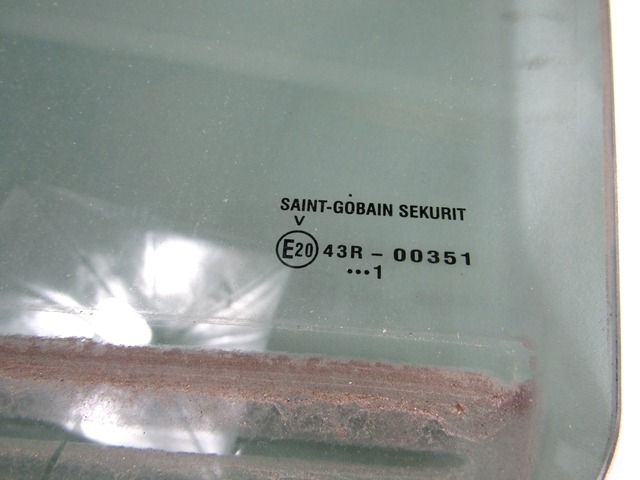 SAINT-GOBAIN SEKURIT
V
E20 43R - 00351
•••1